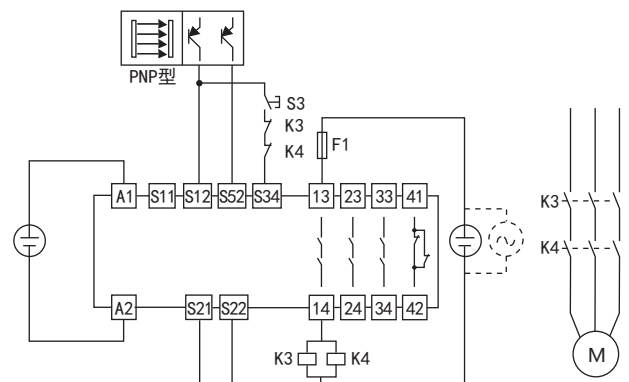 PNP型
S3
K3
K4
F1
A1 S11 S12 S52 S34 13 23 33 41
K3
K4
A2 S21 S22 14 24 34 42
K3 K4
M